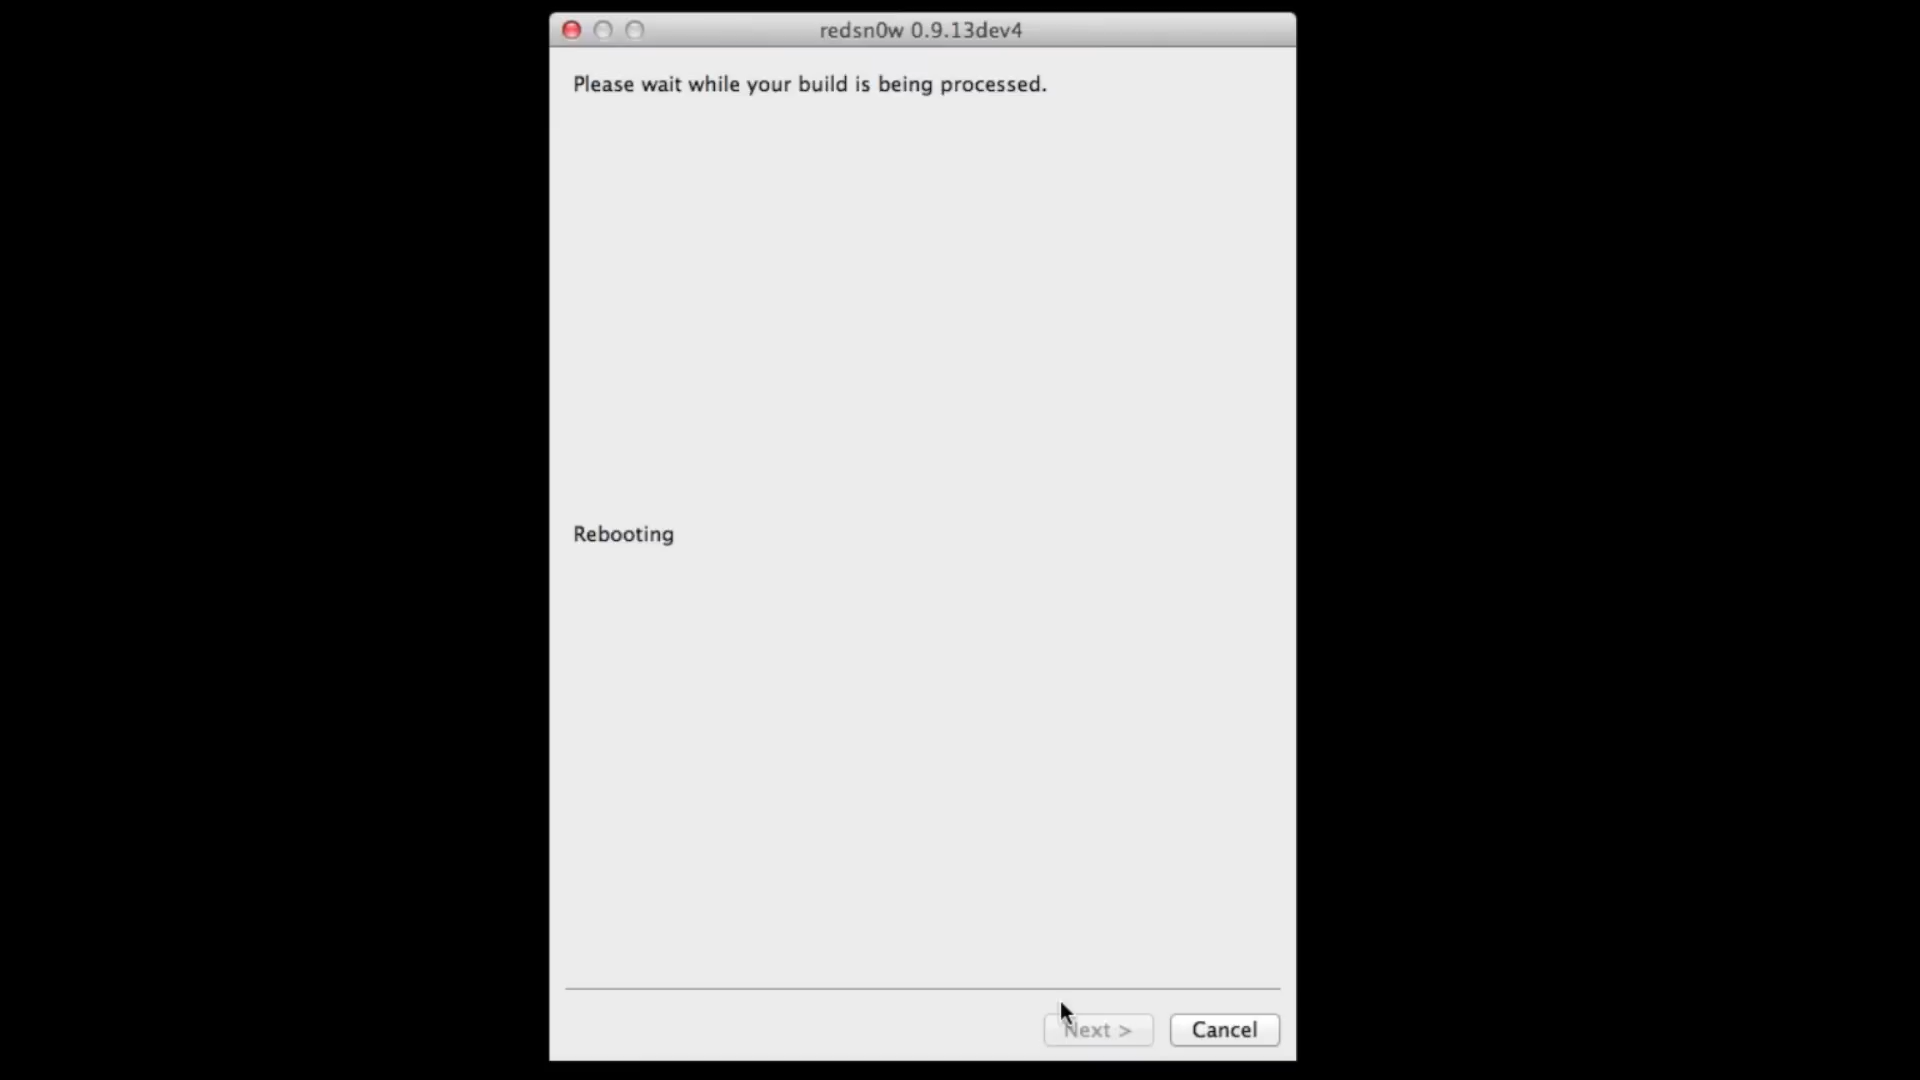 redsn0w 0.9.13dev4
Please wait while your build is being processed.
Rebooting
Next >
Cancel